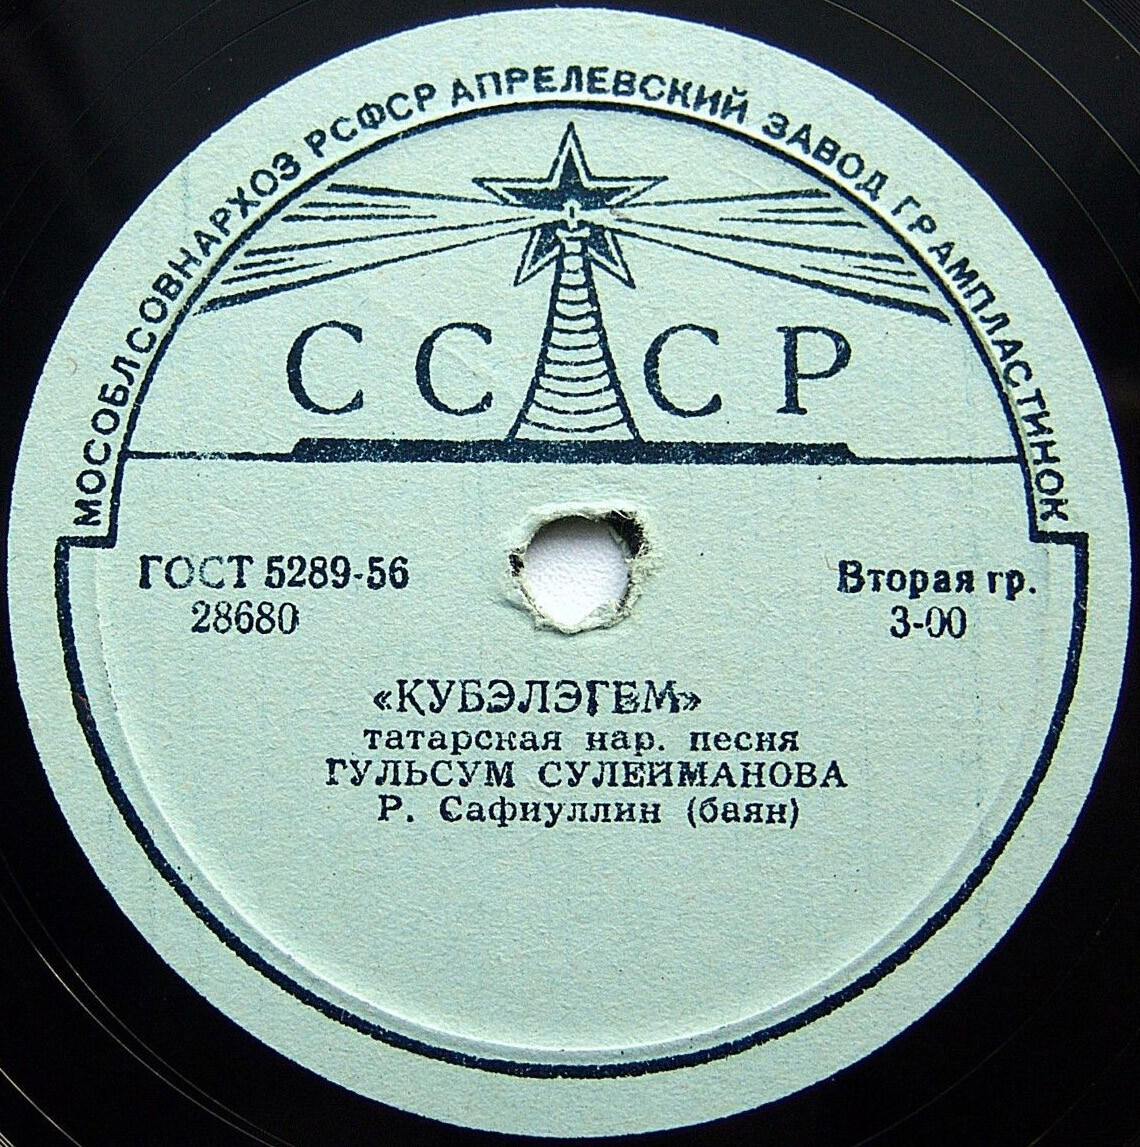 МОСОБЛСОВНАРХОЗ РСФСР АПРЕЛЕВСКИЙ ЗАВОД ГРАМПЛАСТИНОК
СССР
ГОСТ 5289-56
28680
Вторая гр.
3-00
«КУБЭЛЭГЕМ»
татарская нар. песня
ГУЛЬСУМ СУЛЕЙМАНОВА
Р. Сафиуллин (баян)